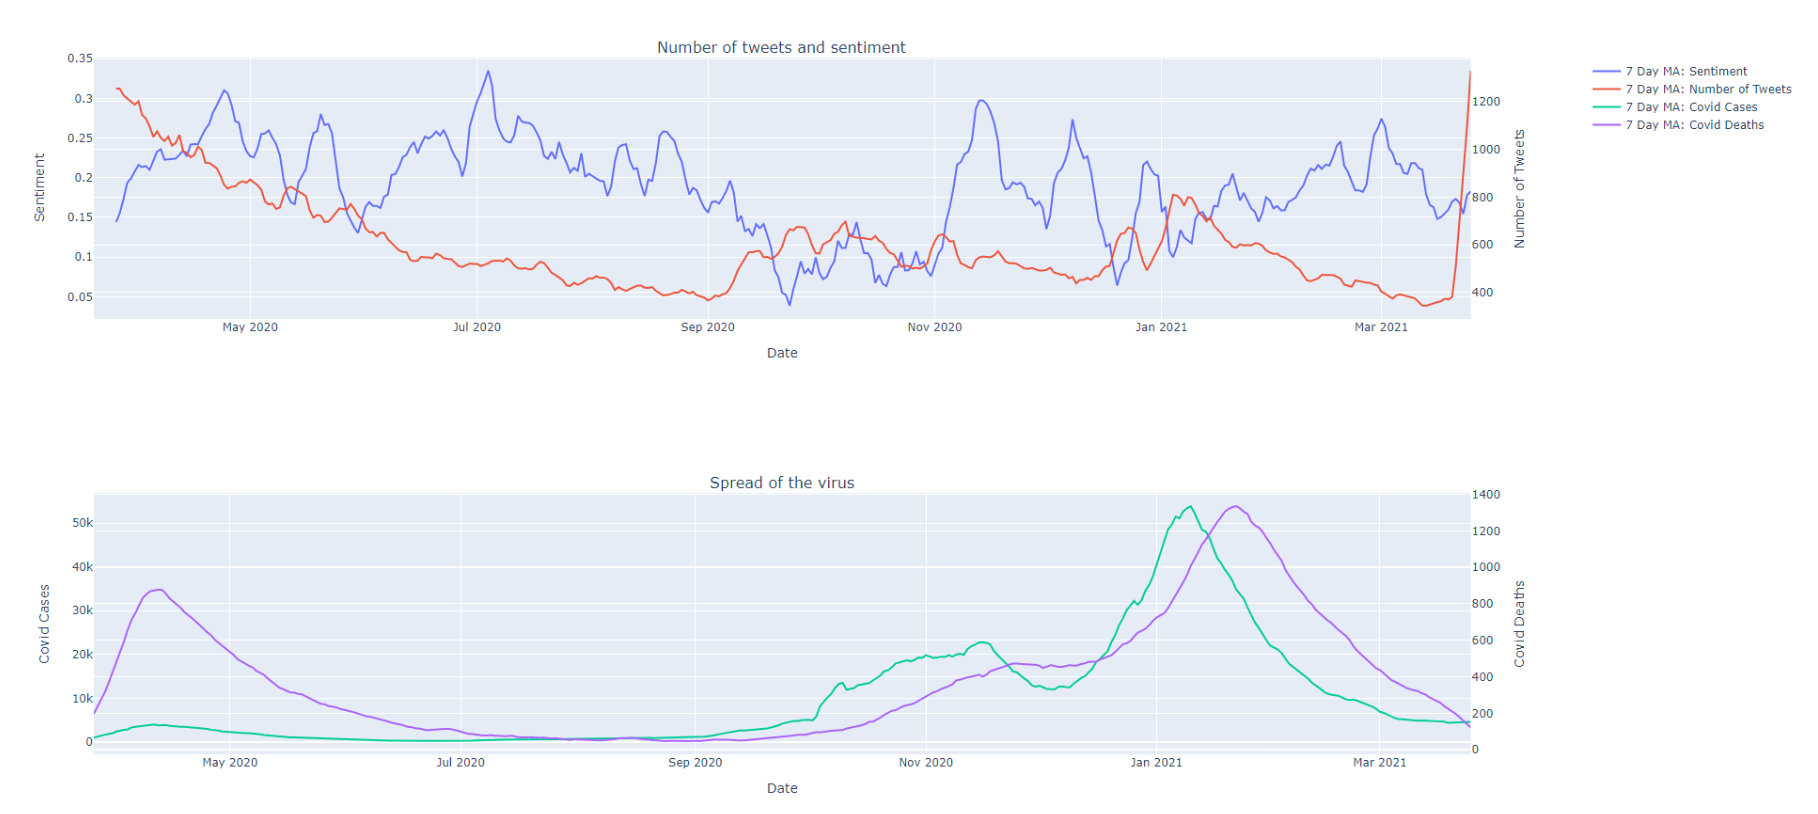 Number of tweets and sentiment
0.35
0.3
0.25
0.2
0.15
0.1
0.05
Sentiment
1200
1000
800
600
400
Number of Tweets
May 2020
Jul 2020
Sep 2020
Nov 2020
Jan 2021
Mar 2021
Date
7 Day MA: Sentiment
7 Day MA: Number of Tweets
7 Day MA: Covid Cases
7 Day MA: Covid Deaths
Spread of the virus
50k
40k
30k
20k
10k
0
Covid Cases
1400
1200
1000
800
600
400
200
0
Covid Deaths
May 2020
Jul 2020
Sep 2020
Nov 2020
Jan 2021
Mar 2021
Date